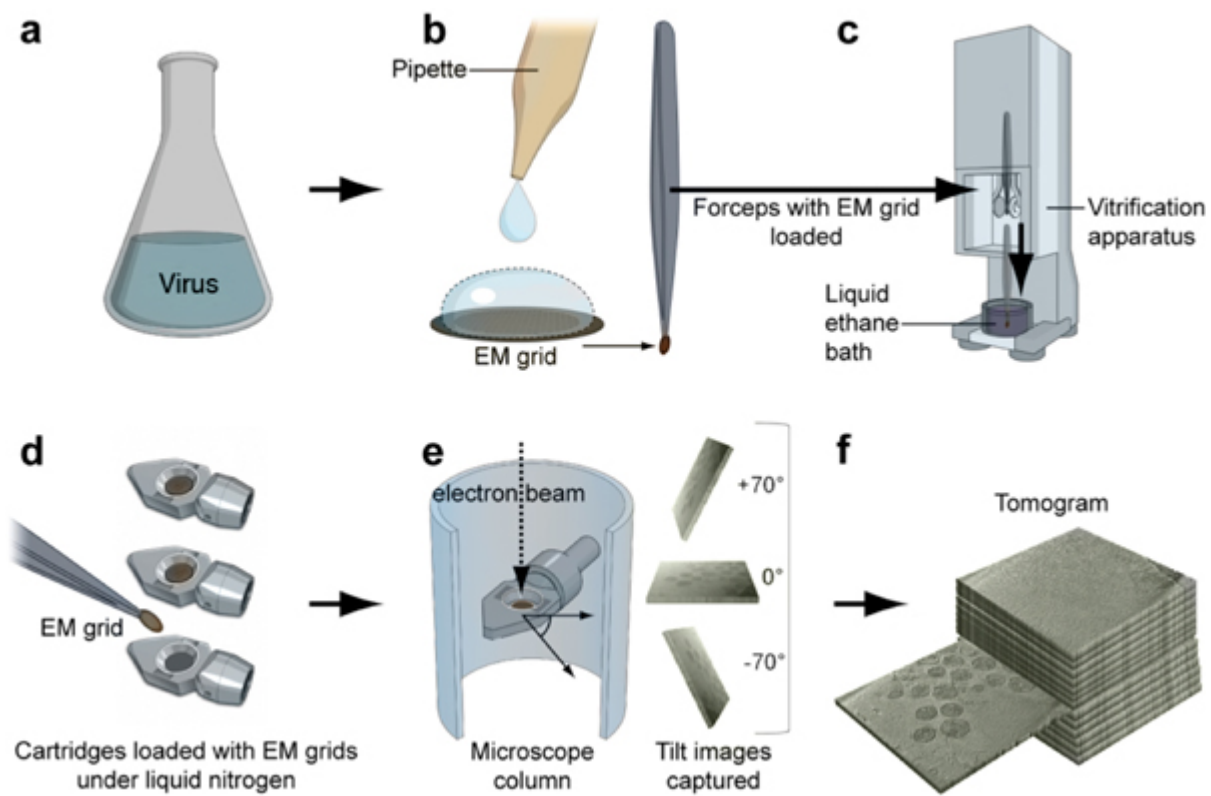 a
b
c
Pipette
Virus
EM grid
Forceps with EM grid
loaded
Vitrification
apparatus
Liquid
ethane
bath
d
e
f
EM grid
Cartridges loaded with EM grids
under liquid nitrogen
electron beam
Microscope
column
+70°
0°
-70°
Tilt images
captured
Tomogram